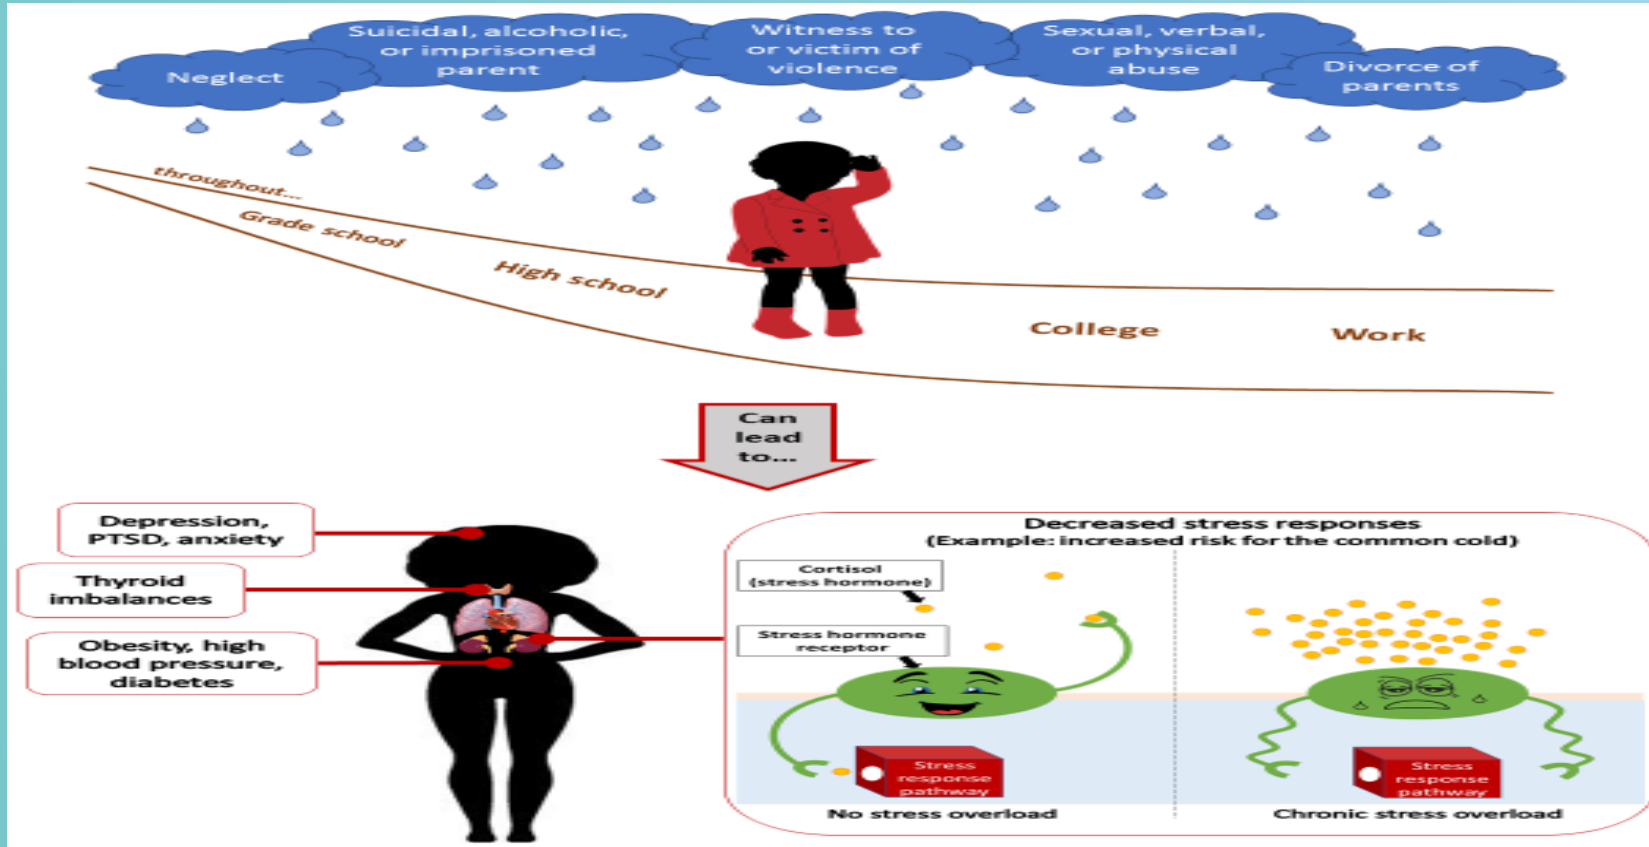 Neglect
Suicidal, alcoholic,
or imprisoned
parent
Witness to
or victim of
violence
Sexual, verbal,
or physical
abuse
Divorce of
parents
throughout...
Grade school
High school
College
Work
Can
lead
to...
Depression,
PTSD, anxiety
Thyroid
imbalances
Obesity, high
blood pressure,
diabetes
Decreased stress responses
(Example: increased risk for the common cold)
Cortisol
(stress hormone)
Stress hormone
receptor
Stress
response
pathway
No stress overload
Stress
response
pathway
Chronic stress overload